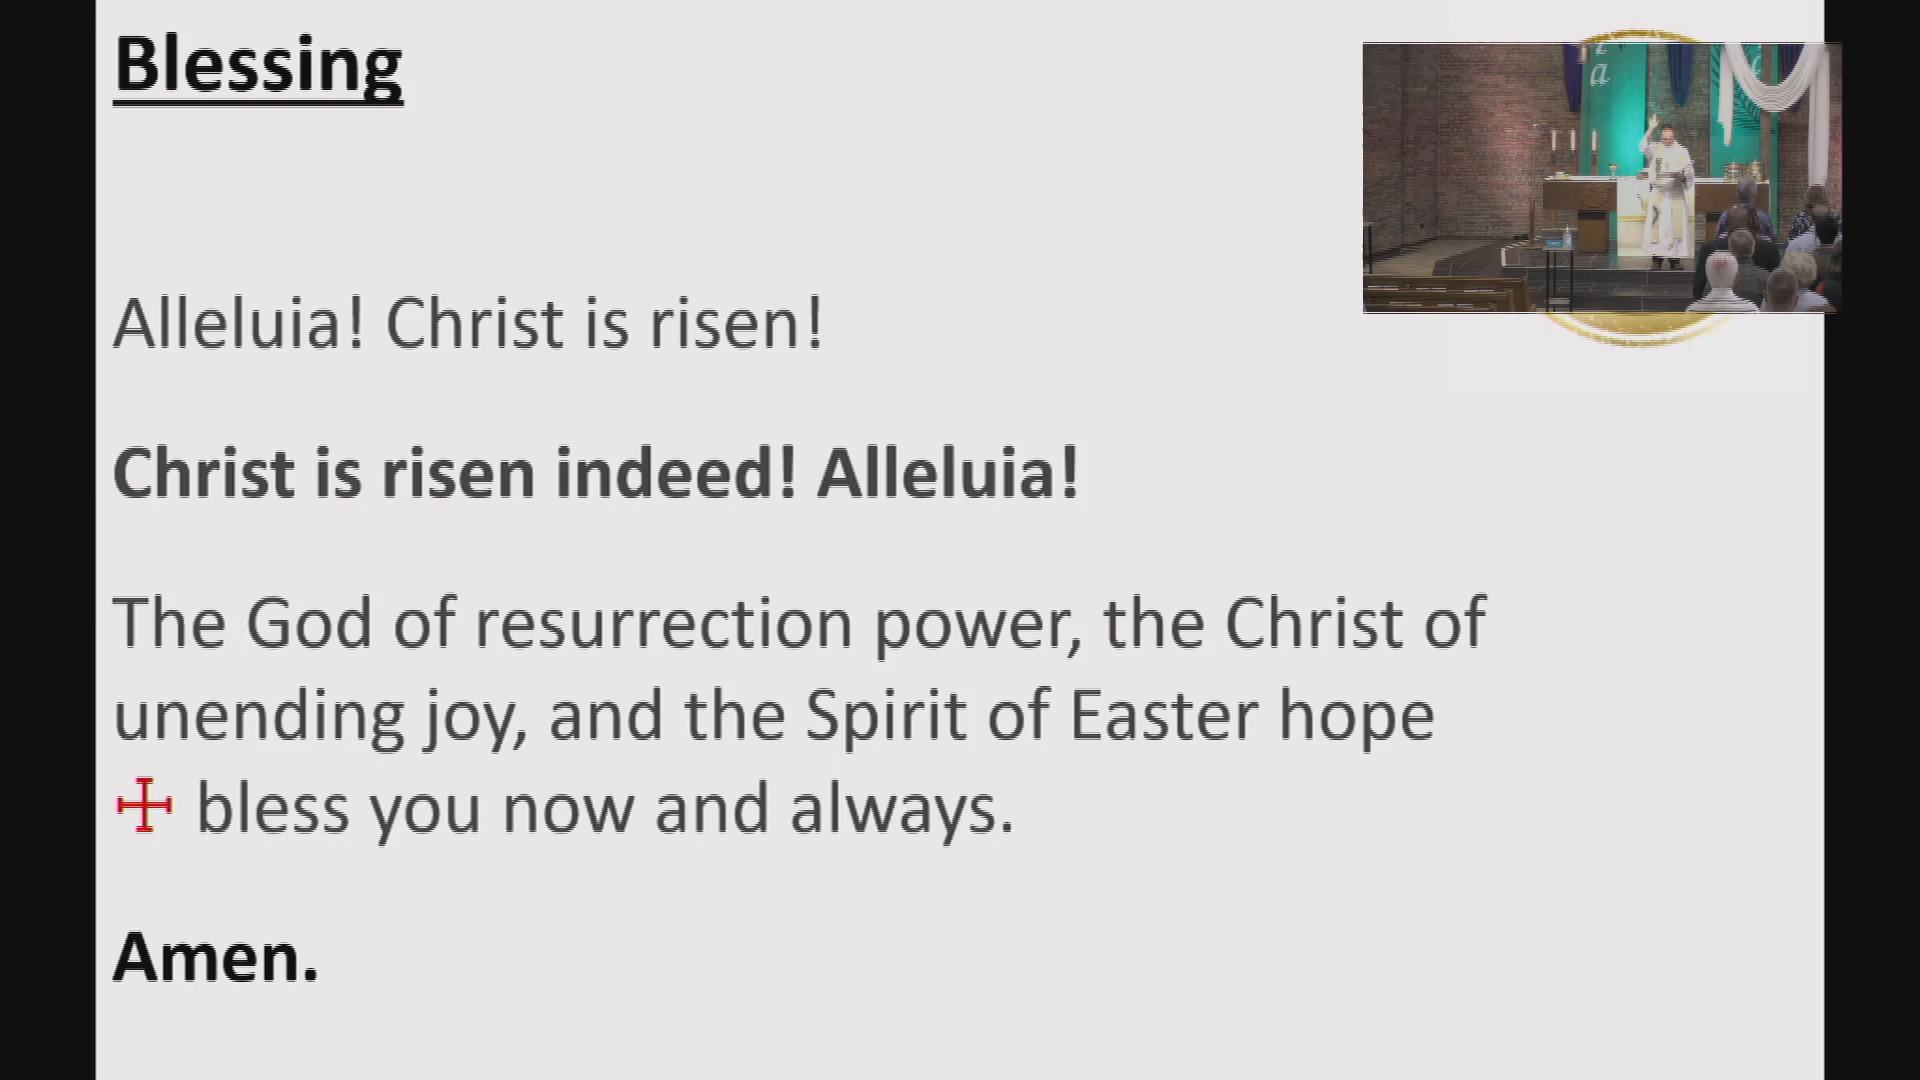 Blessing
Alleluia! Christ is risen!
Christ is risen indeed! Alleluia!
The God of resurrection power, the Christ of
unending joy, and the Spirit of Easter hope
☩ bless you now and always.
Amen.